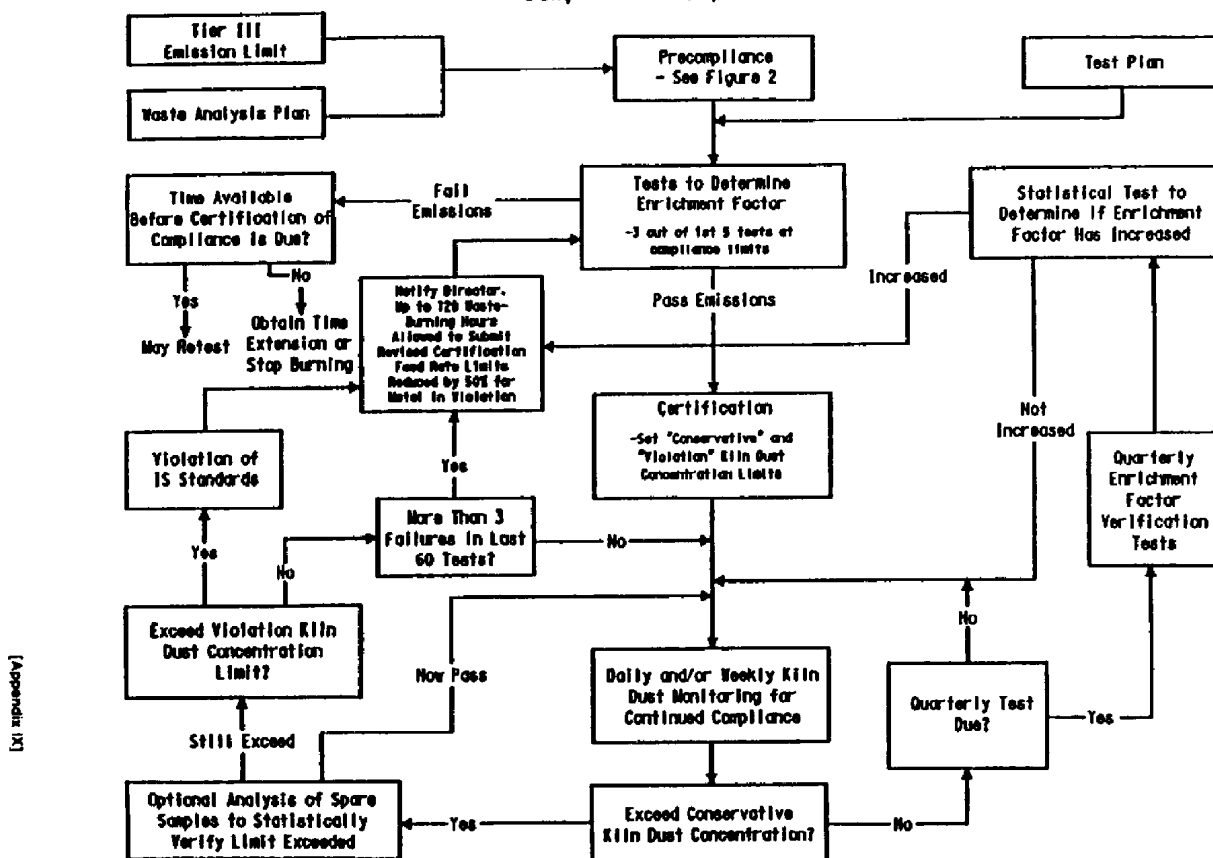 Tier III
Emission Limit
Precompliance
- See Figure 2
Test Plan
Waste Analysis Plan
Time Available
Before Certification of
Compliance Is Due?
Fail
Emissions
Tests to Determine
Enrichment Factor
-3 out of 1st 5 tests at
compliance limits
Statistical Test to
Determine if Enrichment
Factor Has Increased
Yes
No
May Retest
Obtain Time
Extension or
Stop Burning
Notify Director.
Up to 720 Waste-
Burning Hours
Allowed to Submit
Revised Certification
Feed Rate Limits
Reduced by 50% for
Metal in Violation
Pass Emissions
Increased
Not
Increased
Certification
-Set "Conservative" and
"Violation" Kiln Dust
Concentration Limits
Quarterly
Enrichment
Factor
Verification
Tests
Violation of
IS Standards
Yes
More Than 3
Failures in Last
60 Tests?
No
Yes
No
Exceed Violation Kiln
Dust Concentration
Limit?
Now Pass
Daily and/or Weekly Kiln
Dust Monitoring for
Continued Compliance
No
Quarterly Test
Due?
Yes
Still Exceed
Optional Analysis of Spare
Samples to Statistically
Verify Limit Exceeded
Yes
Exceed Conservative
Kiln Dust Concentration?
No
[Appendix IX]